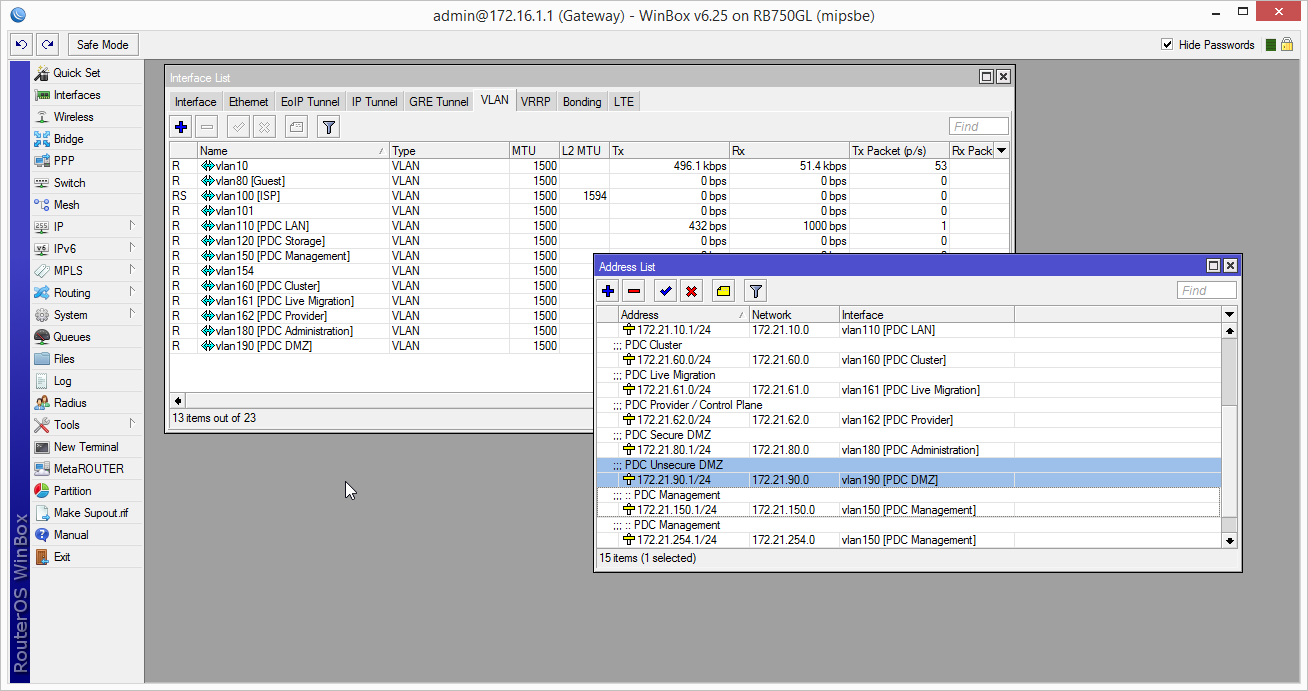 admin@172.16.1.1 (Gateway) - WinBox v6.25 on RB750GL (mipsbe)
Safe Mode
Hide Passwords
RouterOS WinBox
Quick Set
Interfaces
Wireless
Bridge
PPP
Switch
Mesh
IP
IPv6
MPLS
Routing
System
Queues
Files
Log
Radius
Tools
New Terminal
MetaROUTER
Partition
Make Supout.rif
Manual
Exit
Interface List
Interface Ethernet EoIP Tunnel IP Tunnel GRE Tunnel VLAN VRRP Bonding LTE
Find
Name Type MTU L2 MTU Tx Rx Tx Packet (p/s) Rx Pack
R vlan10 VLAN 1500 496.1 kbps 51.4 kbps 53
R vlan80 [Guest] VLAN 1500 0 bps 0 bps 0
RS vlan100 [ISP] VLAN 1500 1594 0 bps 0 bps 0
R vlan101 VLAN 1500 0 bps 0 bps 0
R vlan110 [PDC LAN] VLAN 1500 432 bps 1000 bps 1
R vlan120 [PDC Storage] VLAN 1500 0 bps 0 bps 0
R vlan150 [PDC Management] VLAN 1500
R vlan154 VLAN 1500
R vlan160 [PDC Cluster] VLAN 1500
R vlan161 [PDC Live Migration] VLAN 1500
R vlan162 [PDC Provider] VLAN 1500
R vlan180 [PDC Administration] VLAN 1500
R vlan190 [PDC DMZ] VLAN 1500
13 items out of 23
Address List
Find
Address Network Interface
172.21.10.1/24 172.21.10.0 vlan110 [PDC LAN]
;;; PDC Cluster
172.21.60.0/24 172.21.60.0 vlan160 [PDC Cluster]
;;; PDC Live Migration
172.21.61.0/24 172.21.61.0 vlan161 [PDC Live Migration]
;;; PDC Provider / Control Plane
172.21.62.0/24 172.21.62.0 vlan162 [PDC Provider]
;;; PDC Secure DMZ
172.21.80.1/24 172.21.80.0 vlan180 [PDC Administration]
;;; PDC Unsecure DMZ
172.21.90.1/24 172.21.90.0 vlan190 [PDC DMZ]
;;; :: PDC Management
172.21.150.1/24 172.21.150.0 vlan150 [PDC Management]
;;; :: PDC Management
172.21.254.1/24 172.21.254.0 vlan150 [PDC Management]
15 items (1 selected)